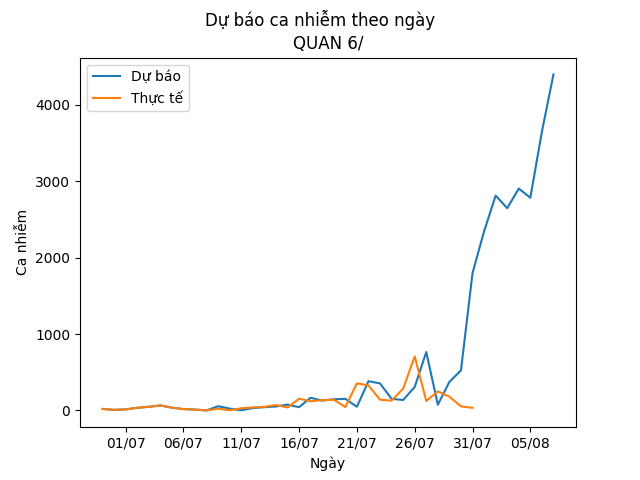 Dự báo ca nhiễm theo ngày
QUAN 6/
Dự báo
Thực tế
4000
3000
2000
1000
0
Ca nhiễm
01/07 06/07 11/07 16/07 21/07 26/07 31/07 05/08
Ngày